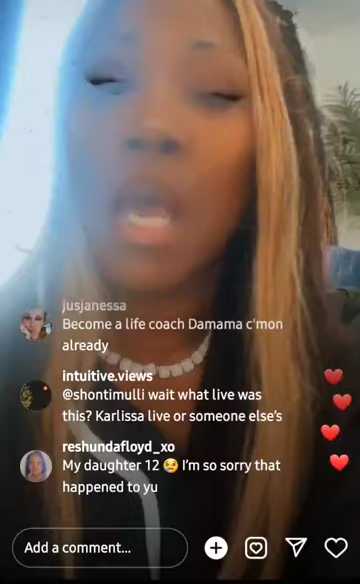 jusjanessa
Become a life coach Damama c'mon
already
intuitive.views
@shontimulli wait what live was
this? Karlissa live or someone else's
reshundafloyd_xo
My daughter 12 😢 I'm so sorry that
happened to yu
Add a comment...